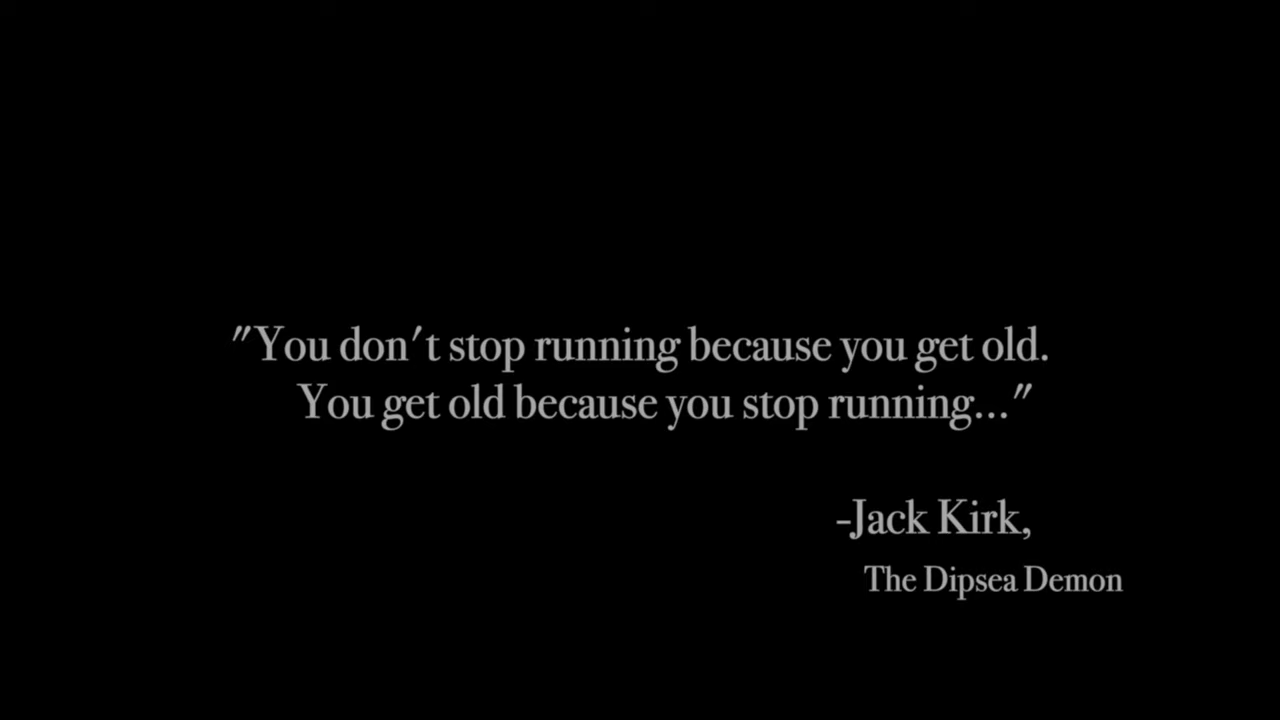 "You don't stop running because you get old.
You get old because you stop running..."
-Jack Kirk,
The Dipsea Demon